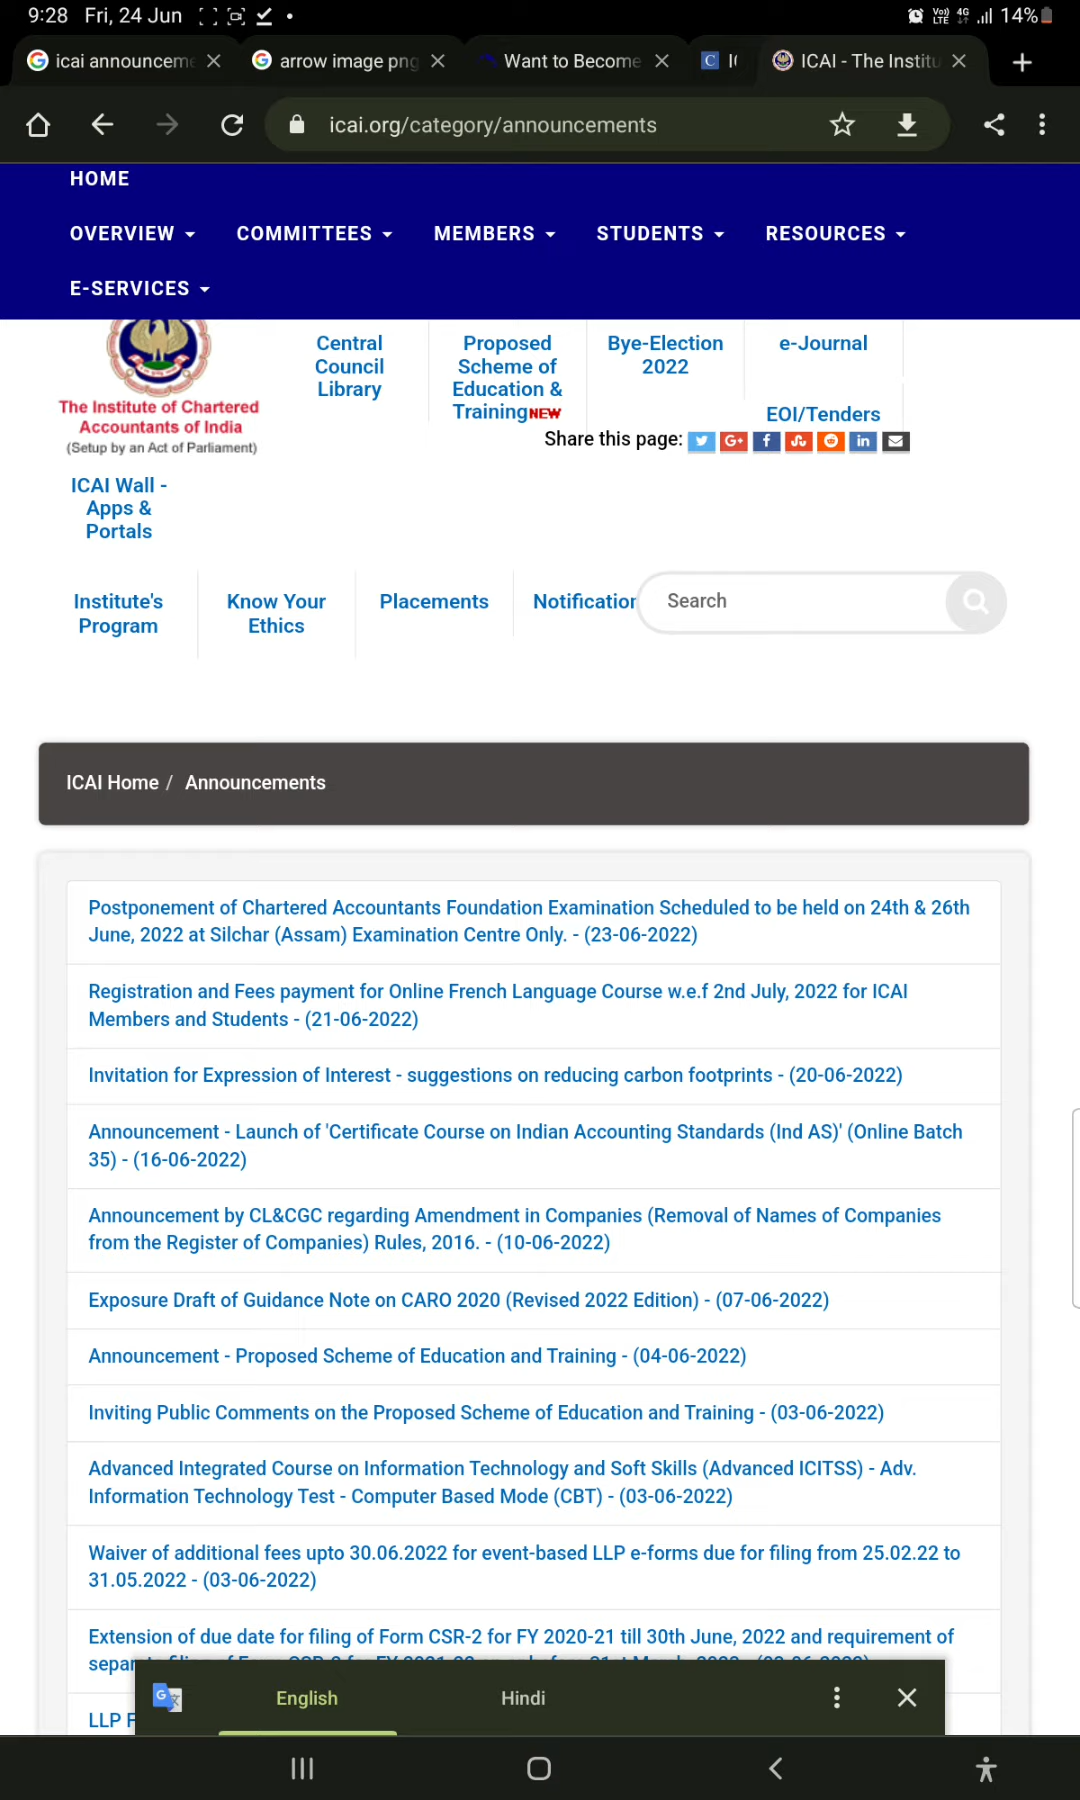 9:28 Fri, 24 Jun
Vo)) LTE 4G 14%
icai announceme
arrow image png
Want to Become
ICAI - The Institu
icai.org/category/announcements
HOME
OVERVIEW
COMMITTEES
MEMBERS
STUDENTS
RESOURCES
E-SERVICES
The Institute of Chartered
Accountants of India
(Setup by an Act of Parliament)
Central
Council
Library
Proposed
Scheme of
Education &
Training NEW
Bye-Election
2022
e-Journal
EOI/Tenders
Share this page:
ICAI Wall -
Apps &
Portals
Institute's
Program
Know Your
Ethics
Placements
Notification
Search
ICAI Home / Announcements
Postponement of Chartered Accountants Foundation Examination Scheduled to be held on 24th & 26th
June, 2022 at Silchar (Assam) Examination Centre Only. - (23-06-2022)
Registration and Fees payment for Online French Language Course w.e.f 2nd July, 2022 for ICAI
Members and Students - (21-06-2022)
Invitation for Expression of Interest - suggestions on reducing carbon footprints - (20-06-2022)
Announcement - Launch of 'Certificate Course on Indian Accounting Standards (Ind AS)' (Online Batch
35) - (16-06-2022)
Announcement by CL&CGC regarding Amendment in Companies (Removal of Names of Companies
from the Register of Companies) Rules, 2016. - (10-06-2022)
Exposure Draft of Guidance Note on CARO 2020 (Revised 2022 Edition) - (07-06-2022)
Announcement - Proposed Scheme of Education and Training - (04-06-2022)
Inviting Public Comments on the Proposed Scheme of Education and Training - (03-06-2022)
Advanced Integrated Course on Information Technology and Soft Skills (Advanced ICITSS) - Adv.
Information Technology Test - Computer Based Mode (CBT) - (03-06-2022)
Waiver of additional fees upto 30.06.2022 for event-based LLP e-forms due for filing from 25.02.22 to
31.05.2022 - (03-06-2022)
Extension of due date for filing of Form CSR-2 for FY 2020-21 till 30th June, 2022 and requirement of
LLP
English
Hindi